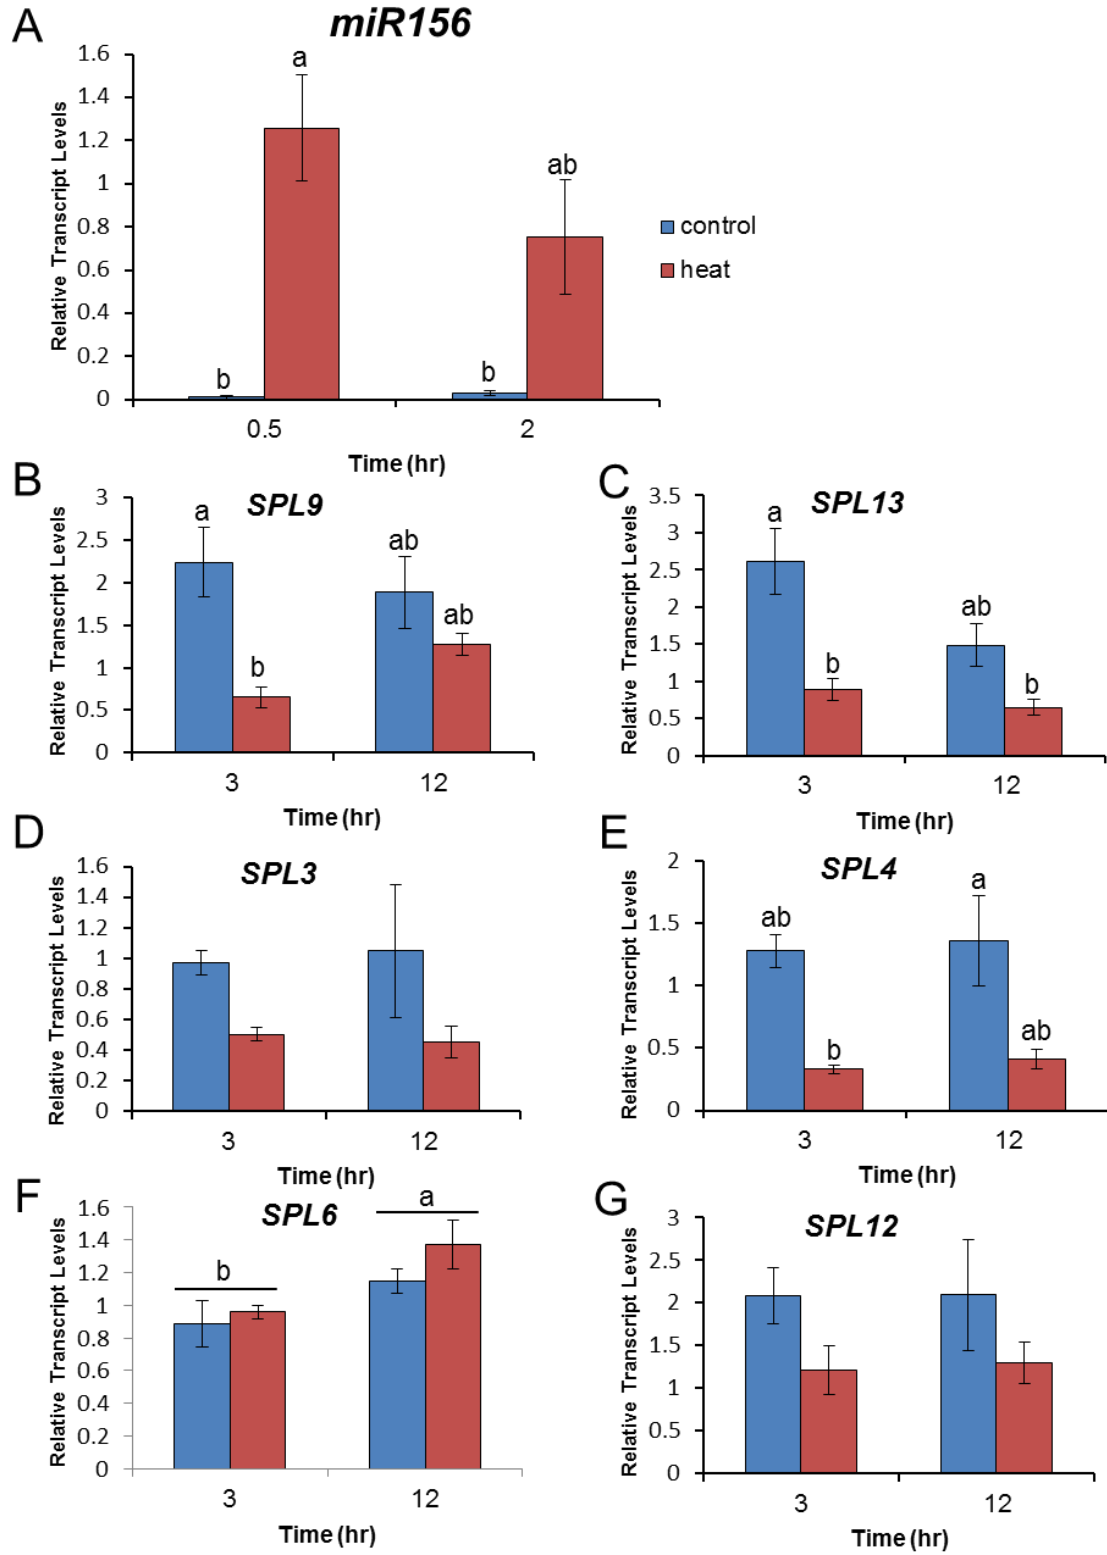 A
miR156
Relative Transcript Levels
1.6
1.4
1.2
1
0.8
0.6
0.4
0.2
0
a
ab
b
b
control
heat
0.5
2
Time (hr)
B
SPL9
Relative Transcript Levels
3
2.5
2
1.5
1
0.5
0
a
b
ab
ab
3
12
Time (hr)
C
SPL13
Relative Transcript Levels
3.5
3
2.5
2
1.5
1
0.5
0
a
b
ab
b
3
12
Time (hr)
D
SPL3
Relative Transcript Levels
1.6
1.4
1.2
1
0.8
0.6
0.4
0.2
0
3
12
Time (hr)
E
SPL4
Relative Transcript Levels
2
1.5
1
0.5
0
ab
b
a
ab
3
12
Time (hr)
F
SPL6
Relative Transcript Levels
1.6
1.4
1.2
1
0.8
0.6
0.4
0.2
0
b
a
3
12
Time (hr)
G
SPL12
Relative Transcript Levels
3
2.5
2
1.5
1
0.5
0
3
12
Time (hr)